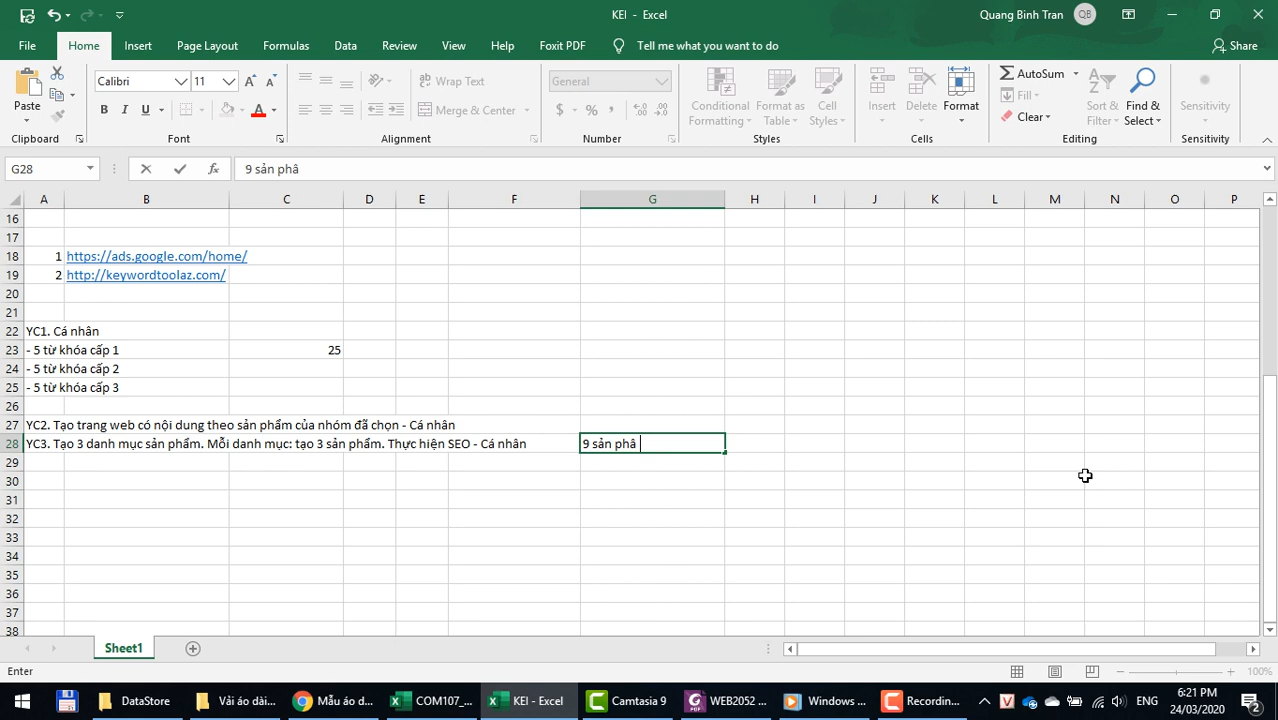 KEI - Excel
Quang Binh Tran
QB
File Home Insert Page Layout Formulas Data Review View Help Foxit PDF Tell me what you want to do Share
Paste
Calibri 11
B I U A
Wrap Text
Merge & Center
General
$ % ,
Conditional Formatting
Format as Table
Cell Styles
Insert Delete Format
AutoSum
Fill
Clear
Sort & Filter
Find & Select
Sensitivity
Clipboard Font Alignment Number Styles Cells Editing Sensitivity
G28 fx 9 sản phâ
A B C D E F G H I J K L M N O P
16
17
18 1 https://ads.google.com/home/
19 2 http://keywordtoolaz.com/
20
21
22 YC1. Cá nhân
23 - 5 từ khóa cấp 1 25
24 - 5 từ khóa cấp 2
25 - 5 từ khóa cấp 3
26
27 YC2. Tạo trang web có nội dung theo sản phẩm của nhóm đã chọn - Cá nhân
28 YC3. Tạo 3 danh mục sản phẩm. Mỗi danh mục: tạo 3 sản phẩm. Thực hiện SEO - Cá nhân 9 sản phâ
29
30
31
32
33
34
35
36
37
38
Sheet1
Enter
100%
DataStore
Vải áo dài...
Mẫu áo d...
COM107_...
KEI - Excel
Camtasia 9
WEB2052 ...
Windows ...
Recording...
ENG
6:21 PM
24/03/2020
2